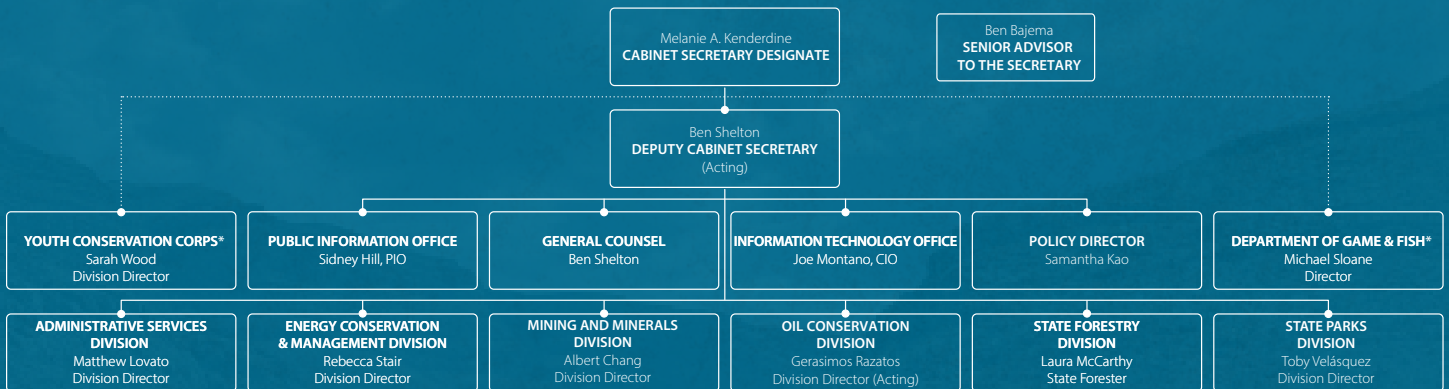 Melanie A. Kenderdine
CABINET SECRETARY DESIGNATE
Ben Bajema
SENIOR ADVISOR
TO THE SECRETARY
Ben Shelton
DEPUTY CABINET SECRETARY
(Acting)
YOUTH CONSERVATION CORPS*
Sarah Wood
Division Director
PUBLIC INFORMATION OFFICE
Sidney Hill, PIO
GENERAL COUNSEL
Ben Shelton
INFORMATION TECHNOLOGY OFFICE
Joe Montano, CIO
POLICY DIRECTOR
Samantha Kao
DEPARTMENT OF GAME & FISH*
Michael Sloane
Director
ADMINISTRATIVE SERVICES
DIVISION
Matthew Lovato
Division Director
ENERGY CONSERVATION
& MANAGEMENT DIVISION
Rebecca Stair
Division Director
MINING AND MINERALS
DIVISION
Albert Chang
Division Director
OIL CONSERVATION
DIVISION
Gerasimos Razatos
Division Director (Acting)
STATE FORESTRY
DIVISION
Laura McCarthy
State Forester
STATE PARKS
DIVISION
Toby Velásquez
Division Director